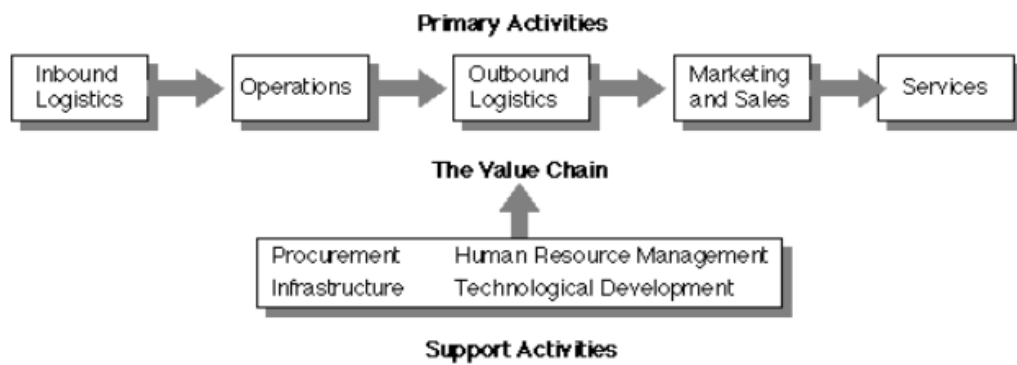 Primary Activities
Inbound
Logistics
Operations
Outbound
Logistics
Marketing
and Sales
Services
The Value Chain
Procurement Human Resource Management
Infrastructure Technological Development
Support Activities